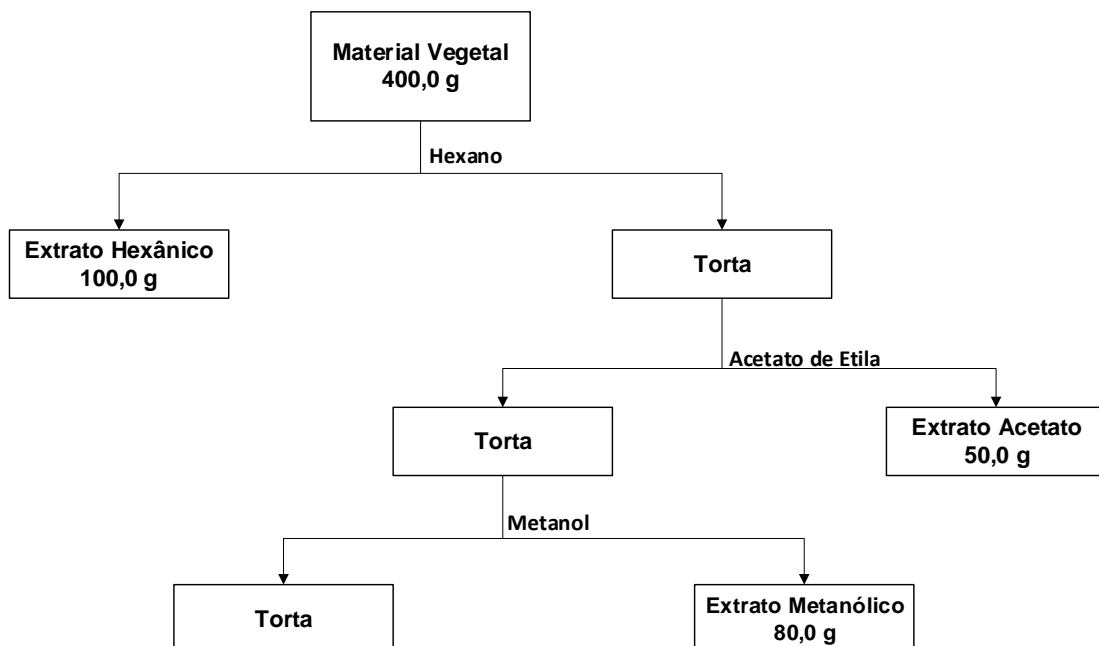 Material Vegetal
400,0 g
Hexano
Extrato Hexânico
100,0 g
Torta
Acetato de Etila
Torta
Extrato Acetato
50,0 g
Metanol
Torta
Extrato Metanólico
80,0 g